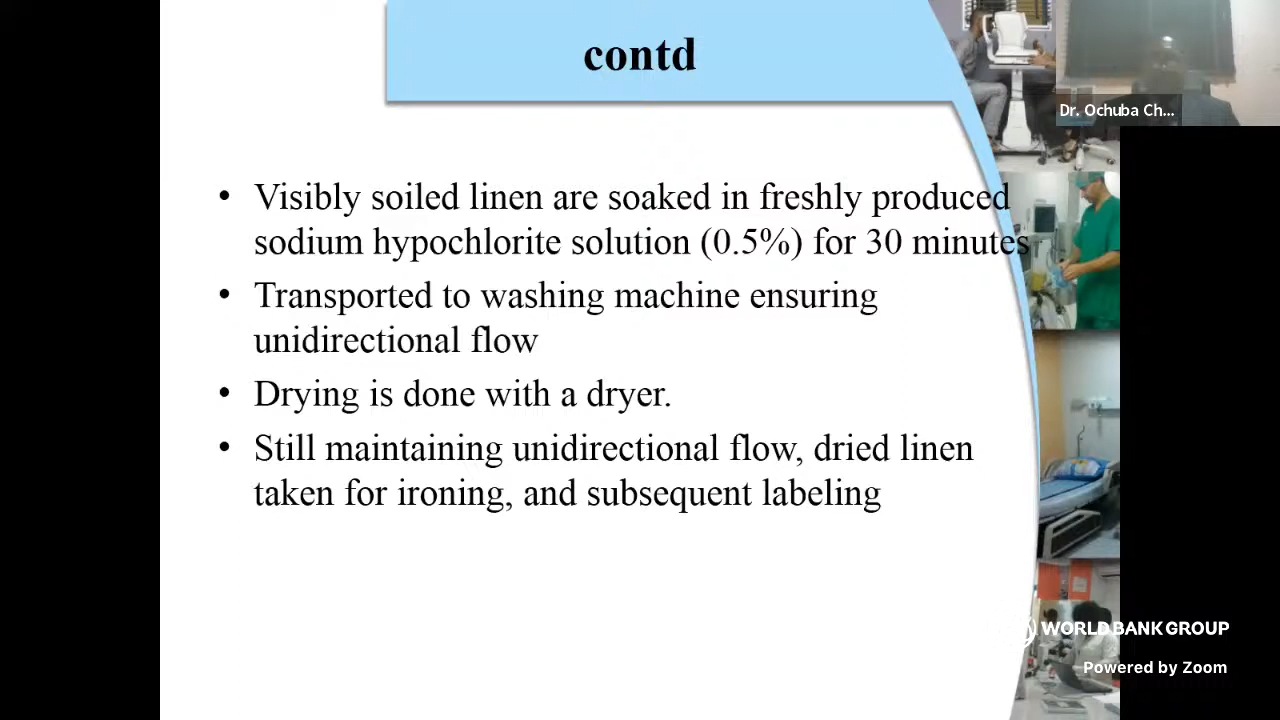 contd
Dr. Ochuba Ch...
• Visibly soiled linen are soaked in freshly produced
sodium hypochlorite solution (0.5%) for 30 minutes
• Transported to washing machine ensuring
unidirectional flow
• Drying is done with a dryer.
• Still maintaining unidirectional flow, dried linen
taken for ironing, and subsequent labeling
WORLD BANK GROUP
Powered by Zoom